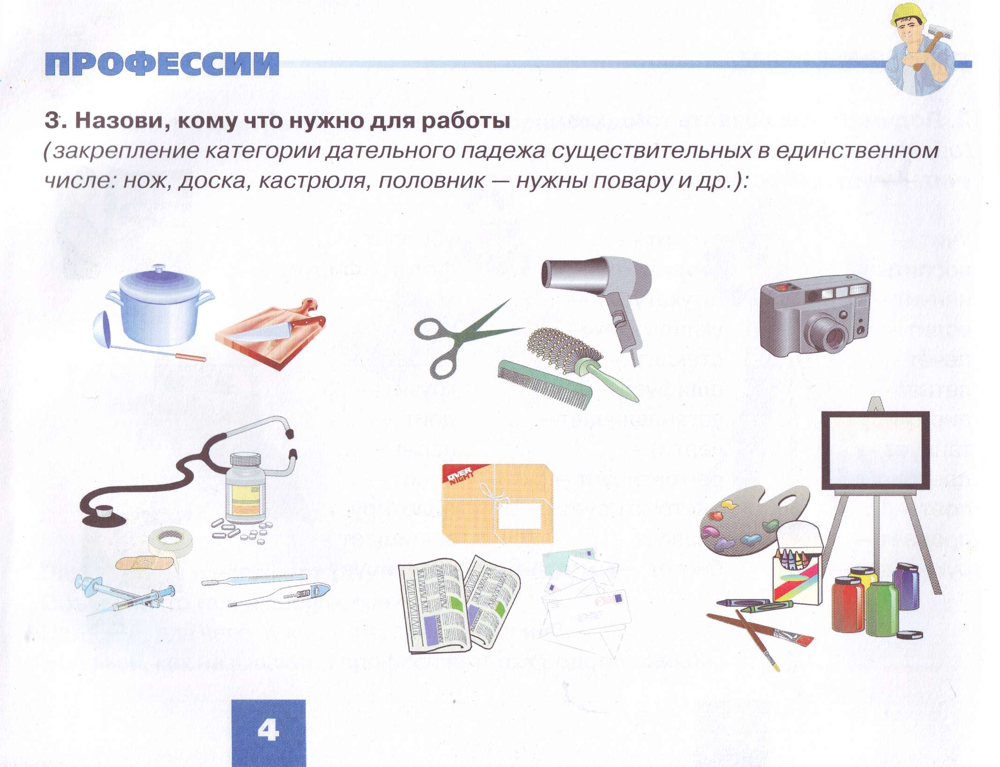 ПРОФЕССИИ
3. Назови, кому что нужно для работы
(закрепление категории дательного падежа существительных в единственном
числе: нож, доска, кастрюля, половник — нужны повару и др.):
OVER
NIGHT
4